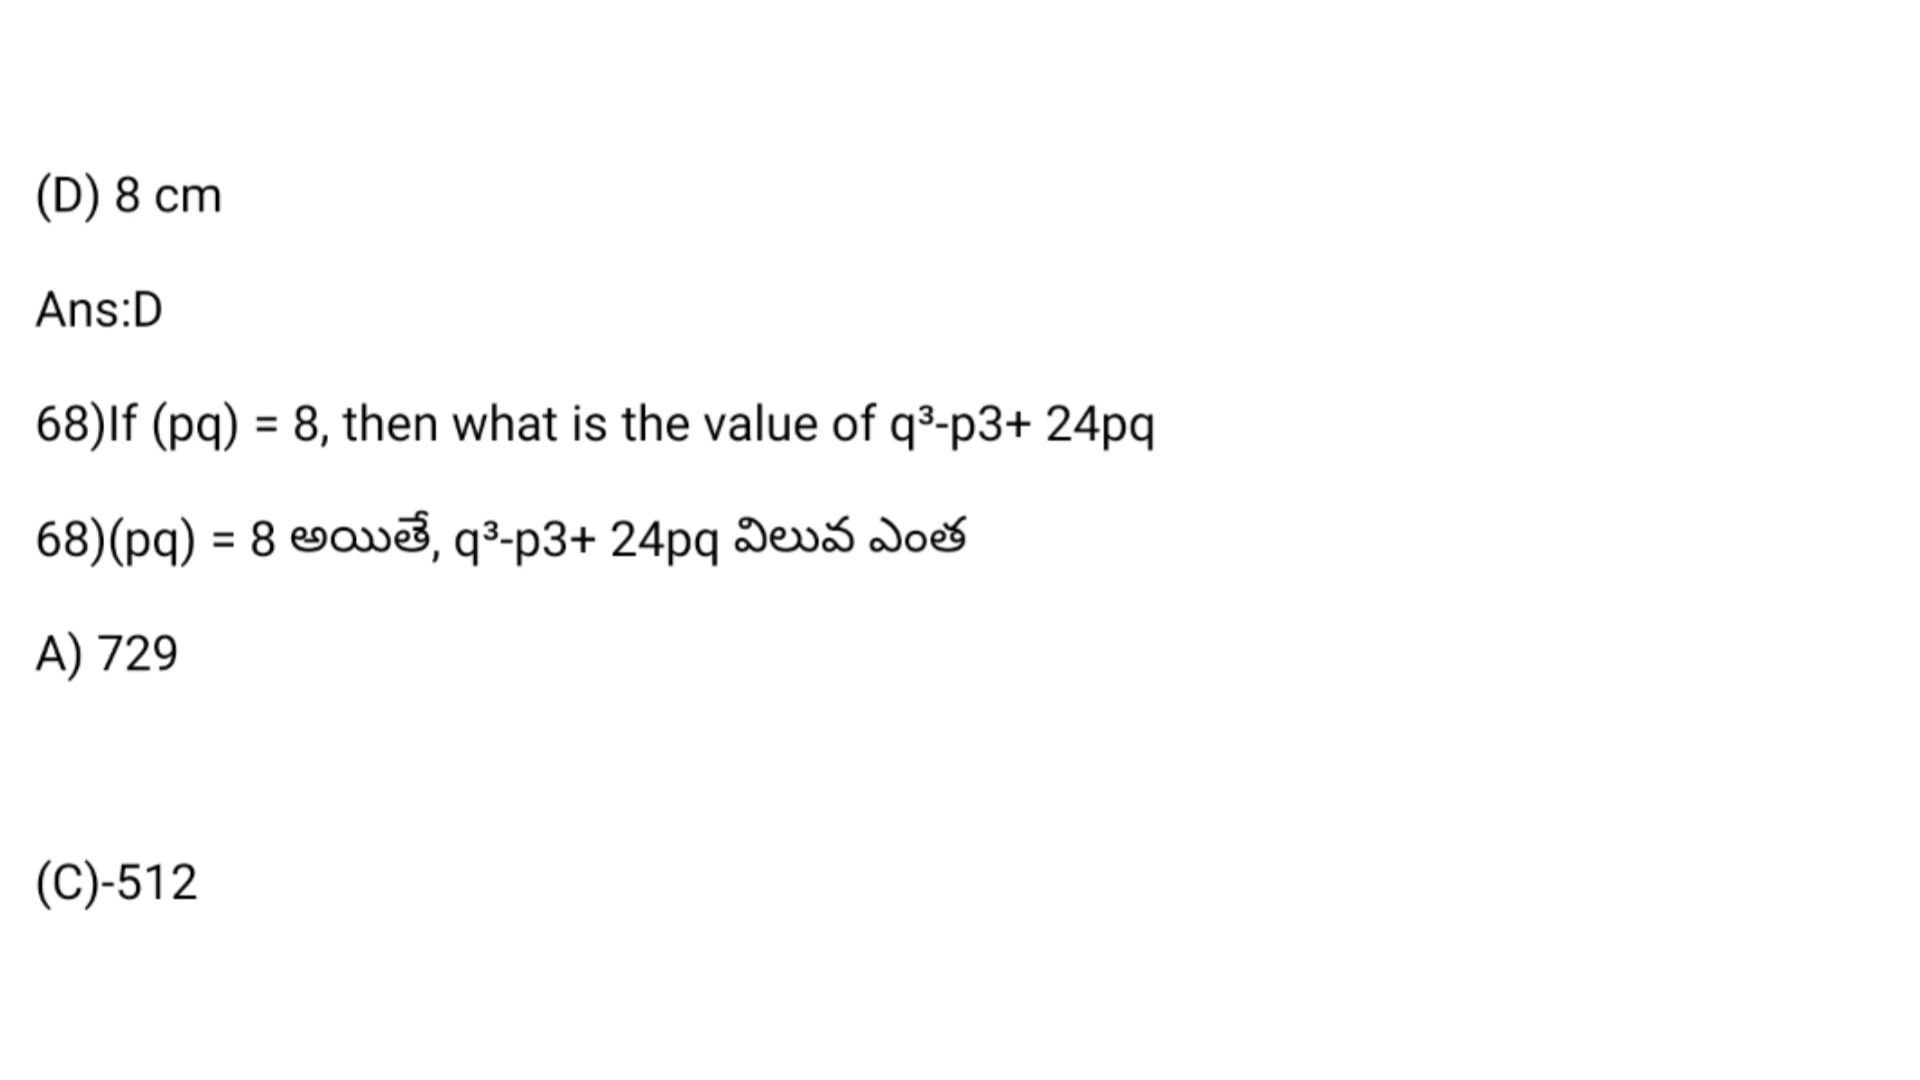 (D) 8 cm
Ans:D
68)If (pq) = 8, then what is the value of q³-p3+ 24pq
68)(pq) = 8 అయితే, q³-p3+ 24pq విలువ ఎంత
A) 729
(C)-512